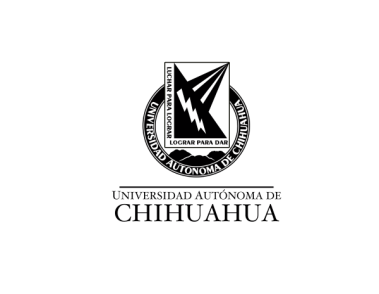 LUCHAR PARA LOGRAR
LOGRAR PARA DAR
UNIVERSIDAD AUTONOMA DE CHIHUAHUA
UNIVERSIDAD AUTÓNOMA DE
CHIHUAHUA